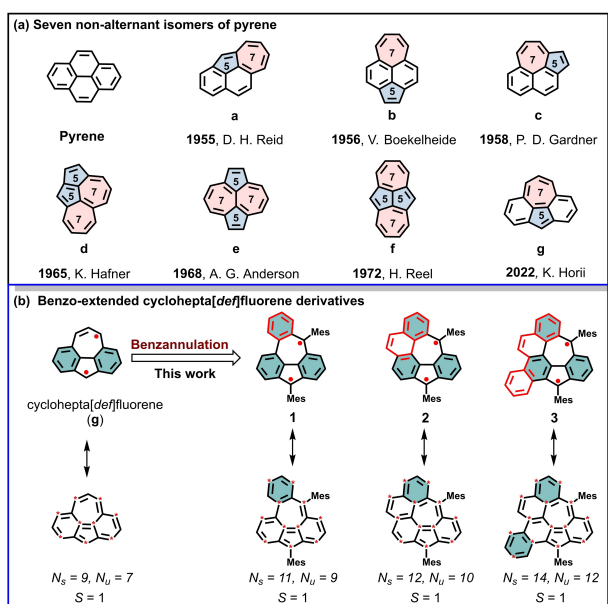 (a) Seven non-alternant isomers of pyrene
5 7
7
5
7 5
Pyrene
a
b
c
1955, D. H. Reid
1956, V. Boekelheide
1958, P. D. Gardner
5
5
7
7
5
7 7
5
7
5 5
7
7
5
d
e
f
g
1965, K. Hafner
1968, A. G. Anderson
1972, H. Reel
2022, K. Horii
(b) Benzo-extended cyclohepta[def]fluorene derivatives
Benzannulation
This work
Mes
Mes
Mes
Mes
Mes
Mes
cyclohepta[def]fluorene
(g)
1
2
3
Mes
Mes
Mes
Mes
Mes
Mes
Ns = 9, Nu = 7
Ns = 11, Nu = 9
Ns = 12, Nu = 10
Ns = 14, Nu = 12
S = 1
S = 1
S = 1
S = 1